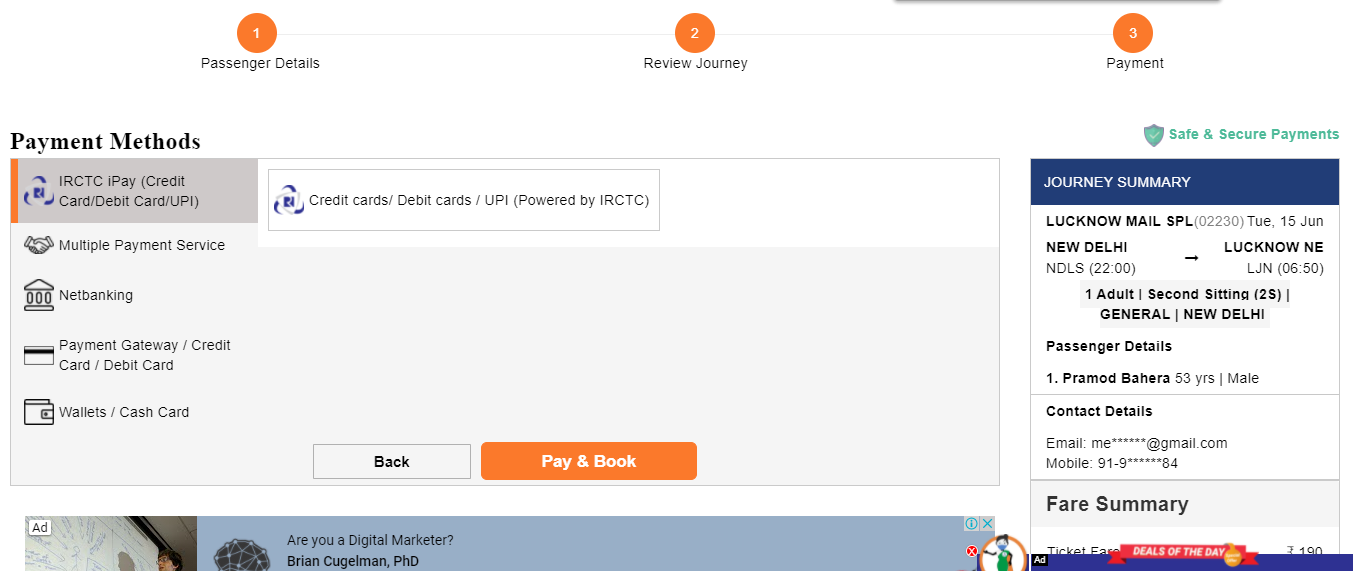 1
Passenger Details
2
Review Journey
3
Payment
Payment Methods
Safe & Secure Payments
IRCTC iPay (Credit
Card/Debit Card/UPI)
Credit cards/ Debit cards / UPI (Powered by IRCTC)
Multiple Payment Service
Netbanking
Payment Gateway / Credit
Card / Debit Card
Wallets / Cash Card
Back
Pay & Book
JOURNEY SUMMARY
LUCKNOW MAIL SPL(02230) Tue, 15 Jun
NEW DELHI → LUCKNOW NE
NDLS (22:00) LJN (06:50)
1 Adult | Second Sitting (2S) |
GENERAL | NEW DELHI
Passenger Details
1. Pramod Bahera 53 yrs | Male
Contact Details
Email: me******@gmail.com
Mobile: 91-9******84
Fare Summary
Ticket Fare ₹ 190
Ad
Are you a Digital Marketer?
Brian Cugelman, PhD
Ad
DEALS OF THE DAY